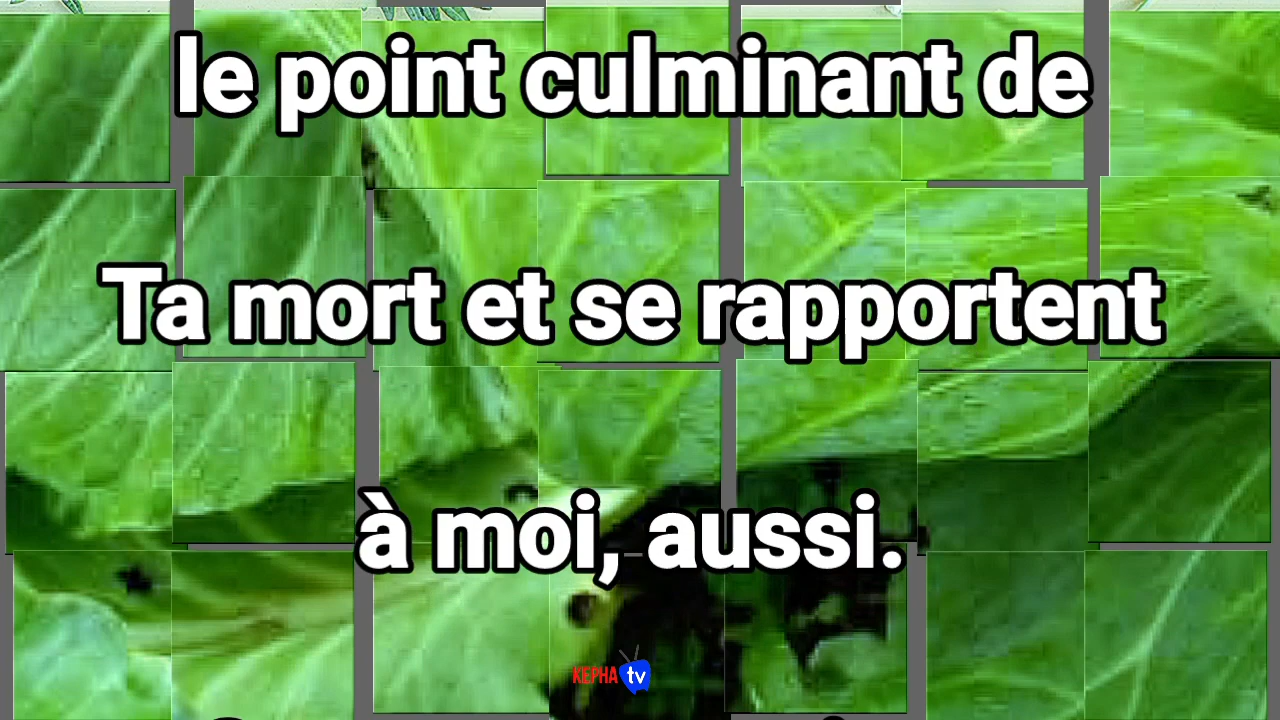 le point culminant de
Ta mort et se rapportent
à moi, aussi.
KEPHA tv